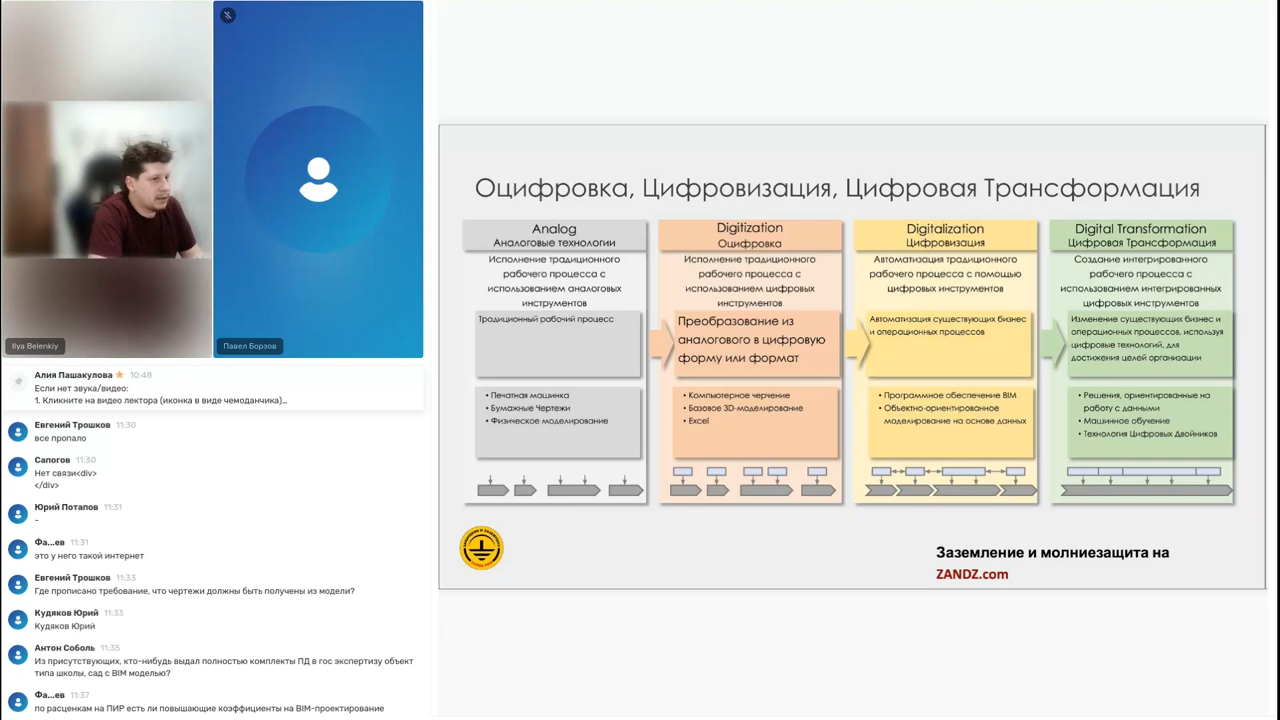 Ilya Belenkiy
Павел Борзов
Алия Пашакулова 10:48
Если нет звука/видео:
1. Кликните на видео лектора (иконка в виде чемоданчика)...
Евгений Трошков 11:30
все пропало
Сапогов 11:30
Нет связи<div>
</div>
Юрий Потапов 11:31
-
Фа...ев 11:31
это у него такой интернет
Евгений Трошков 11:33
Где прописано требование, что чертежи должны быть получены из модели?
Кудяков Юрий 11:33
Кудяков Юрий
Антон Соболь 11:35
Из присутствующих, кто-нибудь выдал полностью комплекты ПД в гос экспертизу объект
типа школы, сад с BIM моделью?
Фа...ев 11:37
по расценкам на ПИР есть ли повышающие коэффициенты на BIM-проектирование
Оцифровка, Цифровизация, Цифровая Трансформация
Analog
Аналоговые технологии
Исполнение традиционного
рабочего процесса с
использованием аналоговых
инструментов
Традиционный рабочий процесс
• Печатная машинка
• Бумажные Чертежи
• Физическое моделирование
Digitization
Оцифровка
Исполнение традиционного
рабочего процесса с
использованием цифровых
инструментов
Преобразование из
аналогового в цифровую
форму или формат
• Компьютерное черчение
• Базовое 3D-моделирование
• Excel
Digitalization
Цифровизация
Автоматизация традиционного
рабочего процесса с помощью
цифровых инструментов
Автоматизация существующих бизнес
и операционных процессов
• Программное обеспечение BIM
• Объектно-ориентированное
моделирование на основе данных
Digital Transformation
Цифровая Трансформация
Создание интегрированного
рабочего процесса с
использованием интегрированных
цифровых инструментов
Изменение существующих бизнес и
операционных процессов, используя
цифровые технологий, для
достижения целей организации
• Решения, ориентированные на
работу с данными
• Машинное обучение
• Технология Цифровых Двойников
Заземление и молниезащита на
ZANDZ.com